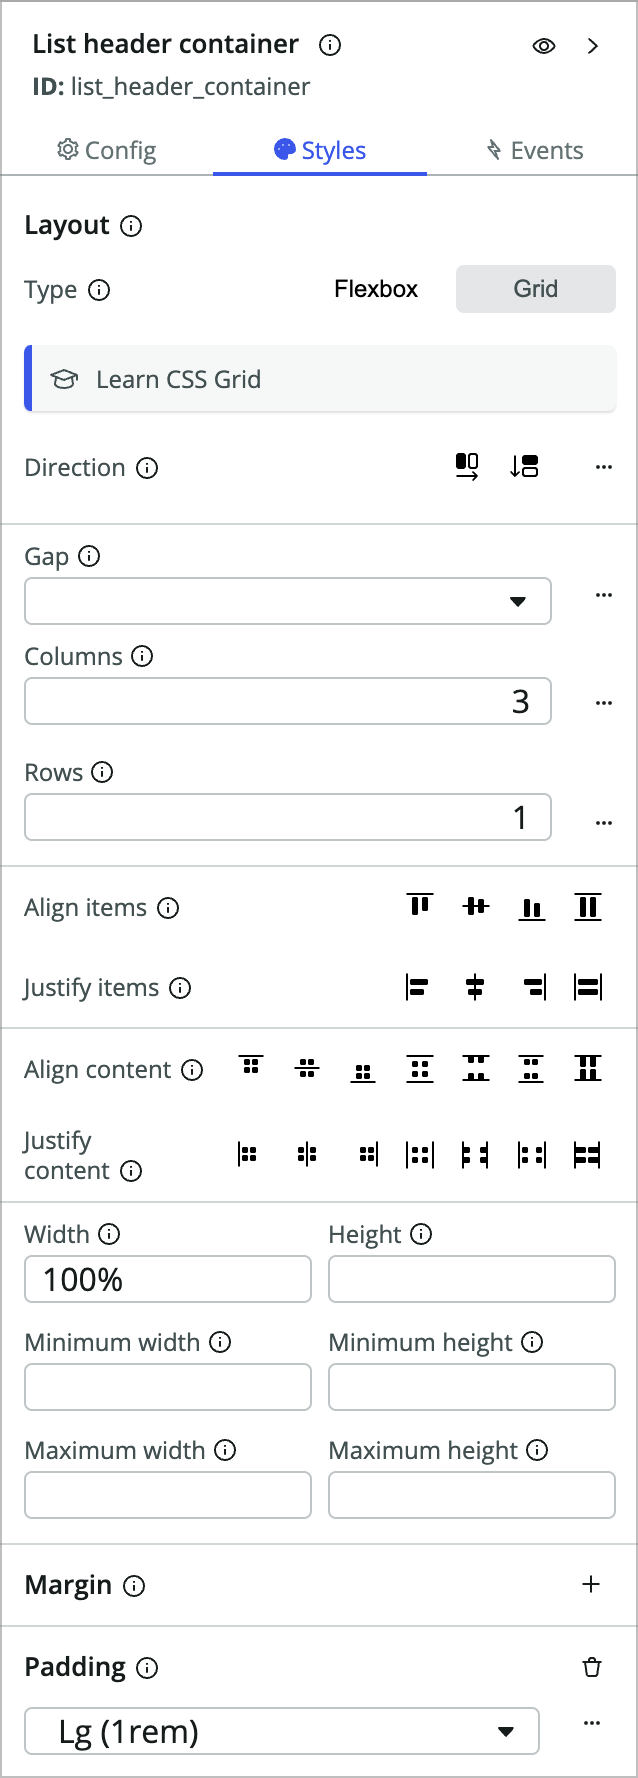 List header container
ID: list_header_container
Config Styles Events
Layout
Type Flexbox Grid
Learn CSS Grid
Direction
Gap
Columns
3
Rows
1
Align items
Justify items
Align content
Justify
content
Width Height
100%
Minimum width Minimum height
Maximum width Maximum height
Margin
Padding
Lg (1rem)